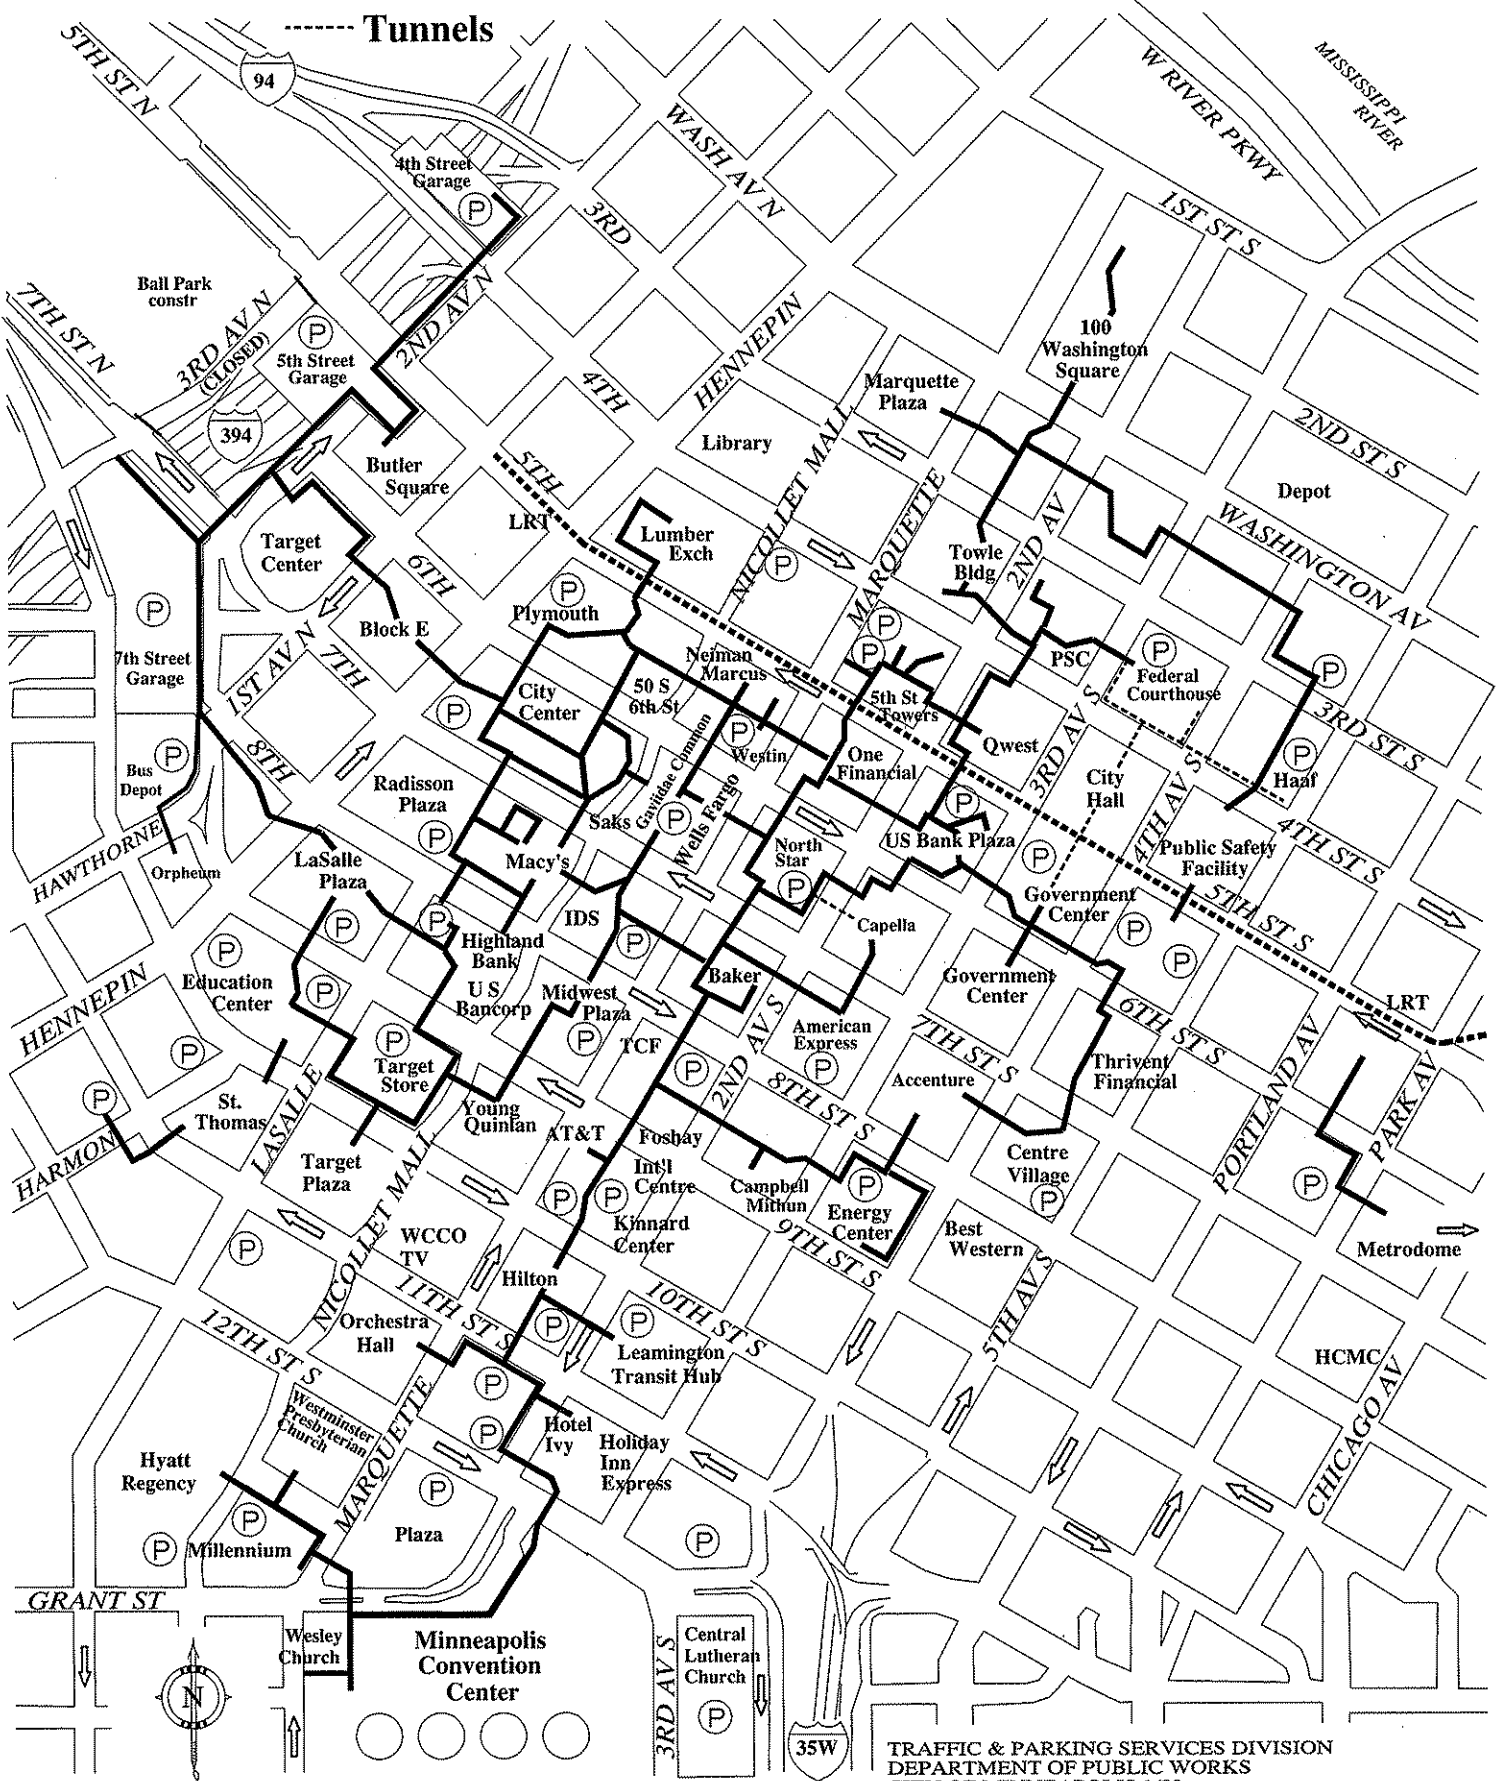 Tunnels
5TH ST N
94
4th Street
Garage
P
WASH AV N
W RIVER PKWY
MISSISSIPPI
RIVER
3RD
1ST ST S
Ball Park
constr
7TH ST N
3RD AV N
(CLOSED)
P
5th Street
Garage
2ND AV N
HENNEPIN
4TH
100
Washington
Square
Marquette
Plaza
394
Library
NICOLLET MALL
2ND ST S
Butler
Square
5TH
LRT
Depot
MARQUETTE
2ND AV
WASHINGTON AV
Target
Center
Lumber
Exch
P
Towle
Bldg
6TH
P
Plymouth
P
Block E
P
P
7th Street
Garage
1ST AV N
7TH
Neiman
Marcus
P
PSC
P
Federal
Courthouse
P
City
Center
50 S
6th St
5th St
Towers
3RD AV S
3RD ST S
P
P
Westin
Qwest
8TH
P
Bus
Depot
Gaviidae Common
One
Financial
City
Hall
4TH AV S
P
Haaf
Radisson
Plaza
P
Saks
P
Wells Fargo
P
US Bank Plaza
4TH ST S
HAWTHORNE
Orpheum
LaSalle
Plaza
Macy's
North
Star
P
P
Public Safety
Facility
5TH ST S
IDS
Capella
Government
Center
P
P
P
Highland
Bank
P
P
P
Education
Center
P
U S
Bancorp
Midwest
Plaza
Baker
Government
Center
HENNEPIN
LRT
P
P
Target
Store
P
TCF
American
Express
P
2ND AV S
7TH ST S
6TH ST S
PORTLAND AV
P
P
8TH ST S
Accenture
Thrivent
Financial
PARK AV
St.
Thomas
LASALLE
Young
Quinlan
AT&T
Foshay
Centre
Village
P
HARMON
Target
Plaza
Int'l
Centre
Campbell
Mithun
P
Energy
Center
P
P
P
NICOLLET MALL
WCCO
TV
Kinnard
Center
9TH ST S
Best
Western
Metrodome
P
Hilton
11TH ST S
10TH ST S
5TH AV S
12TH ST S
Orchestra
Hall
P
P
Leamington
Transit Hub
HCMC
CHICAGO AV
P
MARQUETTE
Westminster
Presbyterian
Church
P
Hotel
Ivy
Holiday
Inn
Express
Hyatt
Regency
P
P
Plaza
P
P
Millennium
GRANT ST
Wesley
Church
Minneapolis
Convention
Center
3RD AV S
Central
Lutheran
Church
P
N
35W
TRAFFIC & PARKING SERVICES DIVISION
DEPARTMENT OF PUBLIC WORKS